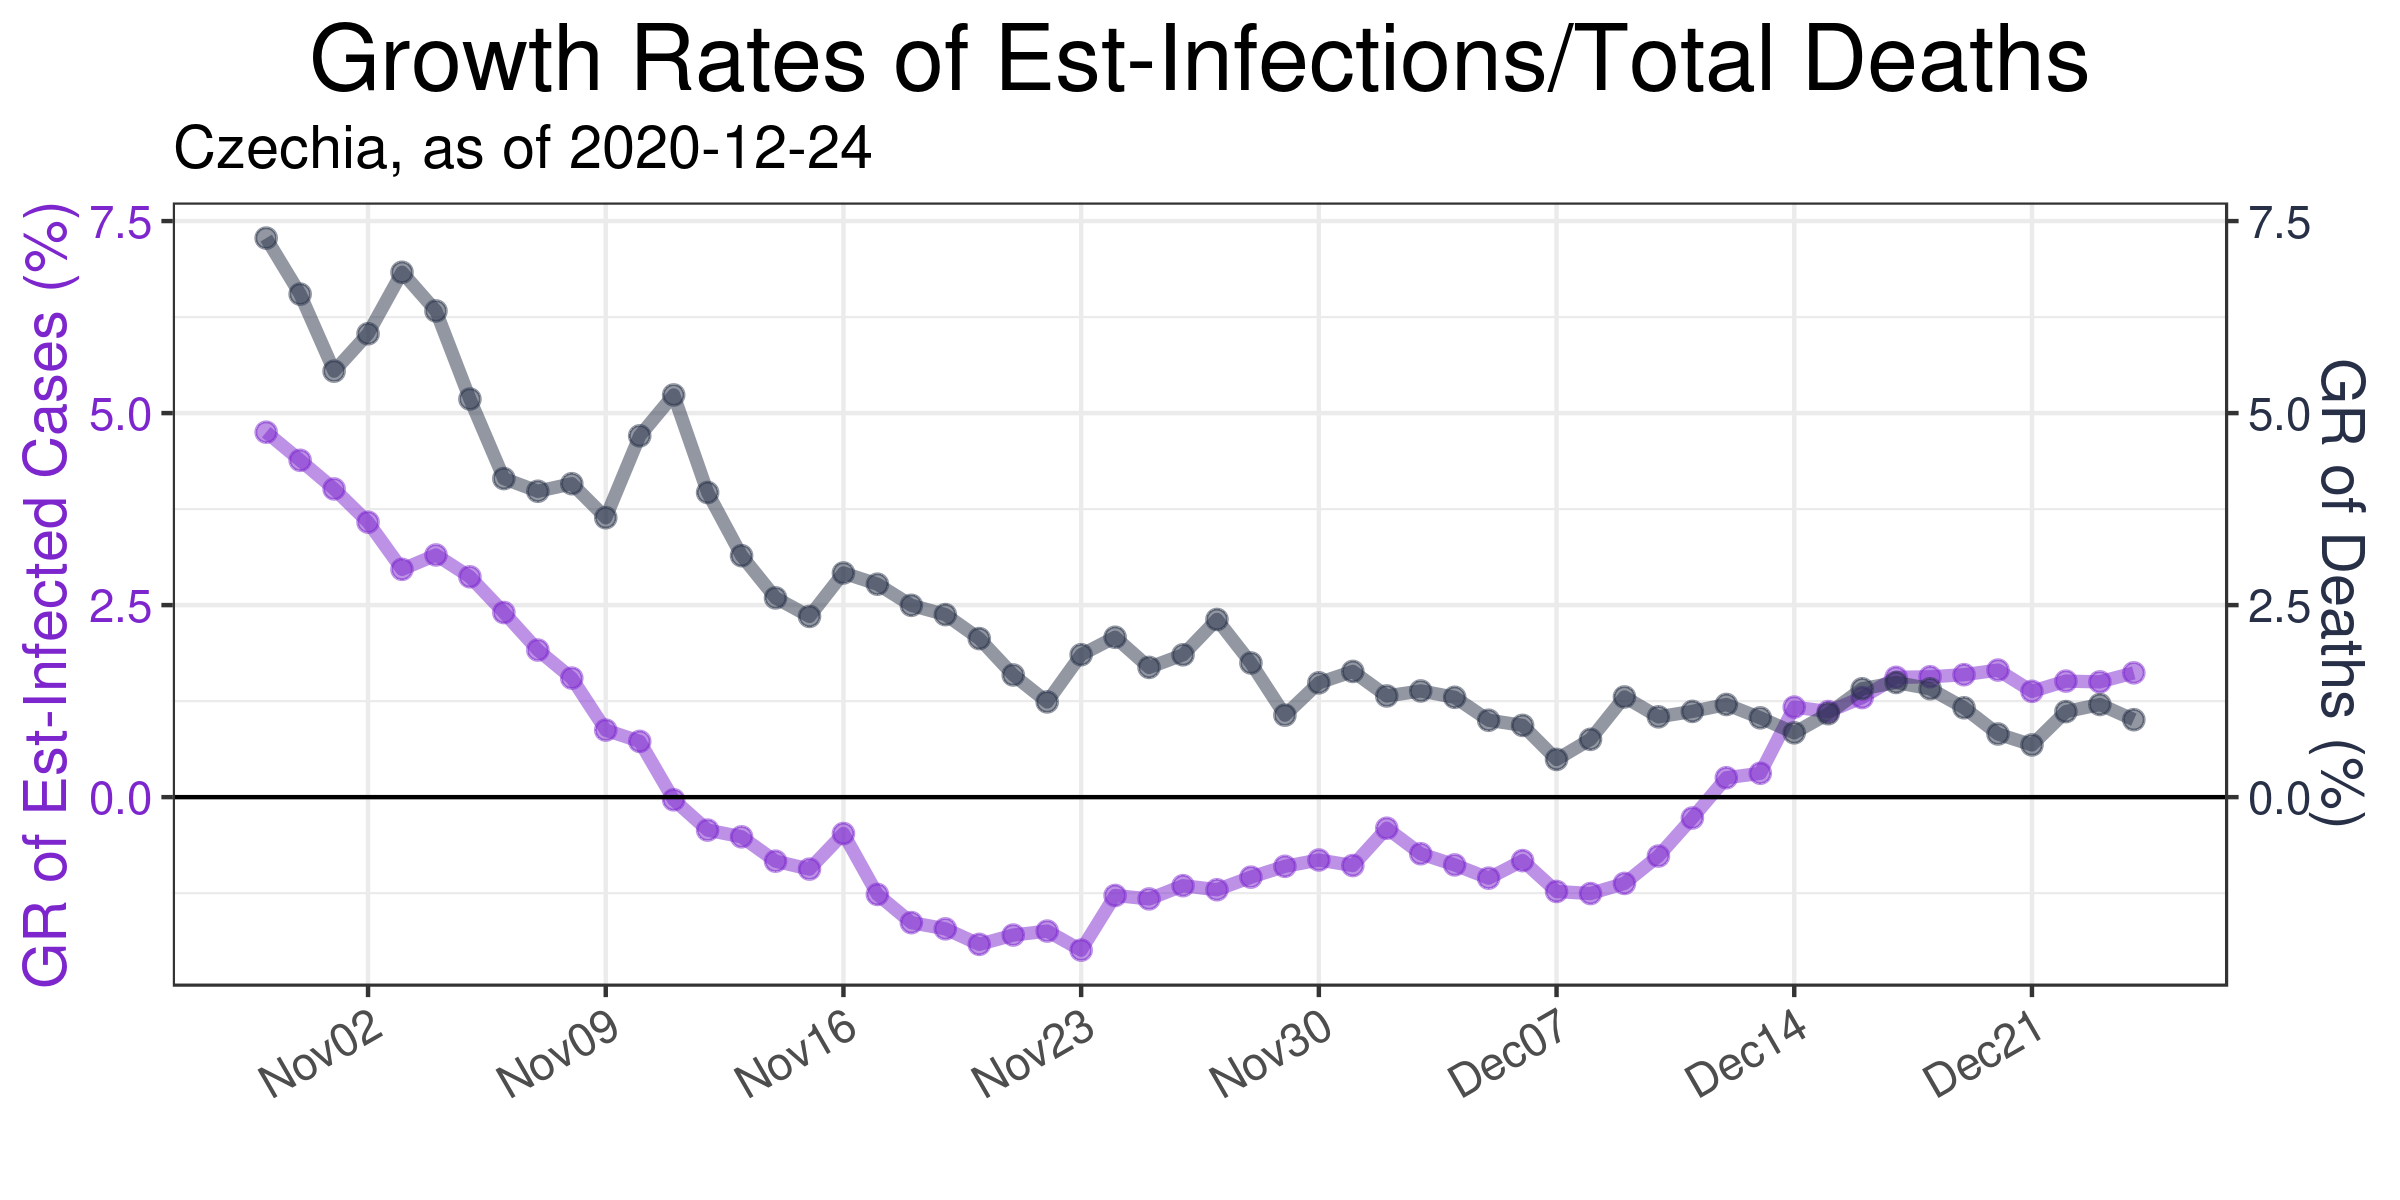 Growth Rates of Est-Infections/Total Deaths
Czechia, as of 2020-12-24
GR of Est-Infected Cases (%)
7.5
5.0
2.5
0.0
7.5
5.0
2.5
0.0
GR of Deaths (%)
Nov02
Nov09
Nov16
Nov23
Nov30
Dec07
Dec14
Dec21